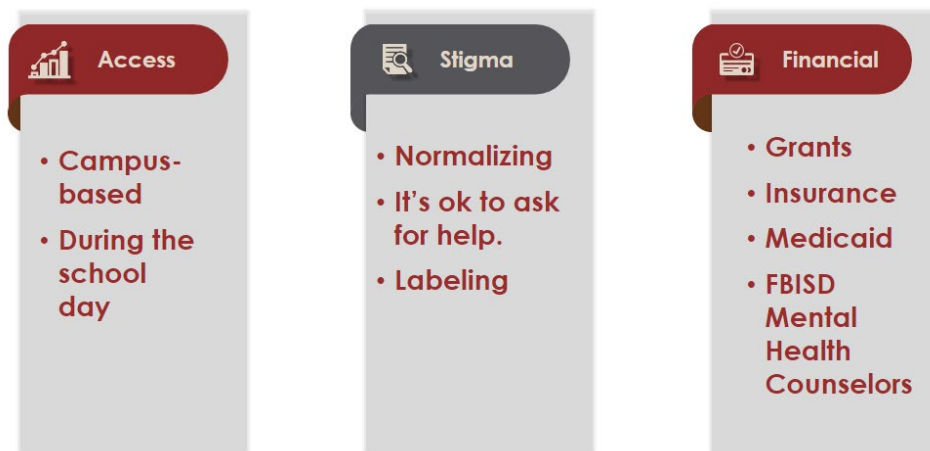 Access
• Campus-
based
• During the
school
day
Stigma
• Normalizing
• It's ok to ask
for help.
• Labeling
Financial
• Grants
• Insurance
• Medicaid
• FBISD
Mental
Health
Counselors